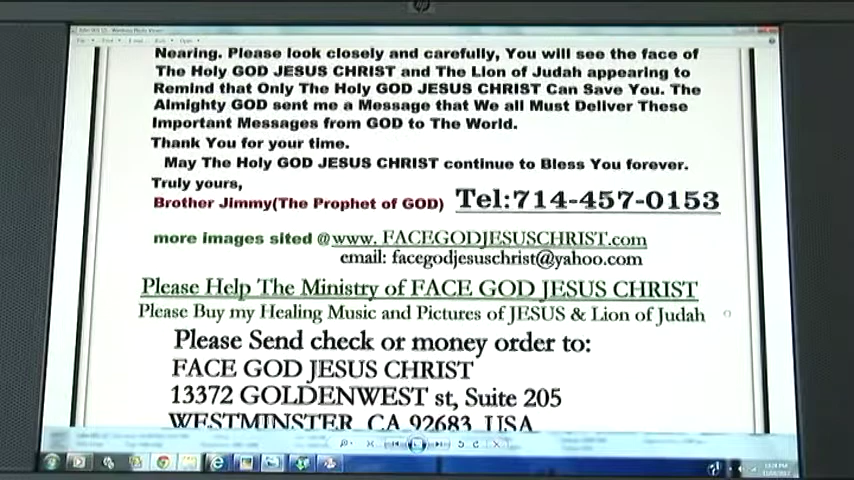 Nearing. Please look closely and carefully, You will see the face of
The Holy GOD JESUS CHRIST and The Lion of Judah appearing to
Remind that Only The Holy GOD JESUS CHRIST Can Save You. The
Almighty GOD sent me a Message that We all Must Deliver These
Important Messages from GOD to The World.
Thank You for your time.
May The Holy GOD JESUS CHRIST continue to Bless You forever.
Truly yours,
Brother Jimmy(The Prophet of GOD) Tel:714-457-0153
more images sited @www. FACEGODJESUSCHRIST.com
email: facegodjesuschrist@yahoo.com
Please Help The Ministry of FACE GOD JESUS CHRIST
Please Buy my Healing Music and Pictures of JESUS & Lion of Judah
Please Send check or money order to:
FACE GOD JESUS CHRIST
13372 GOLDENWEST st, Suite 205
WESTMINSTER, CA 92683, USA